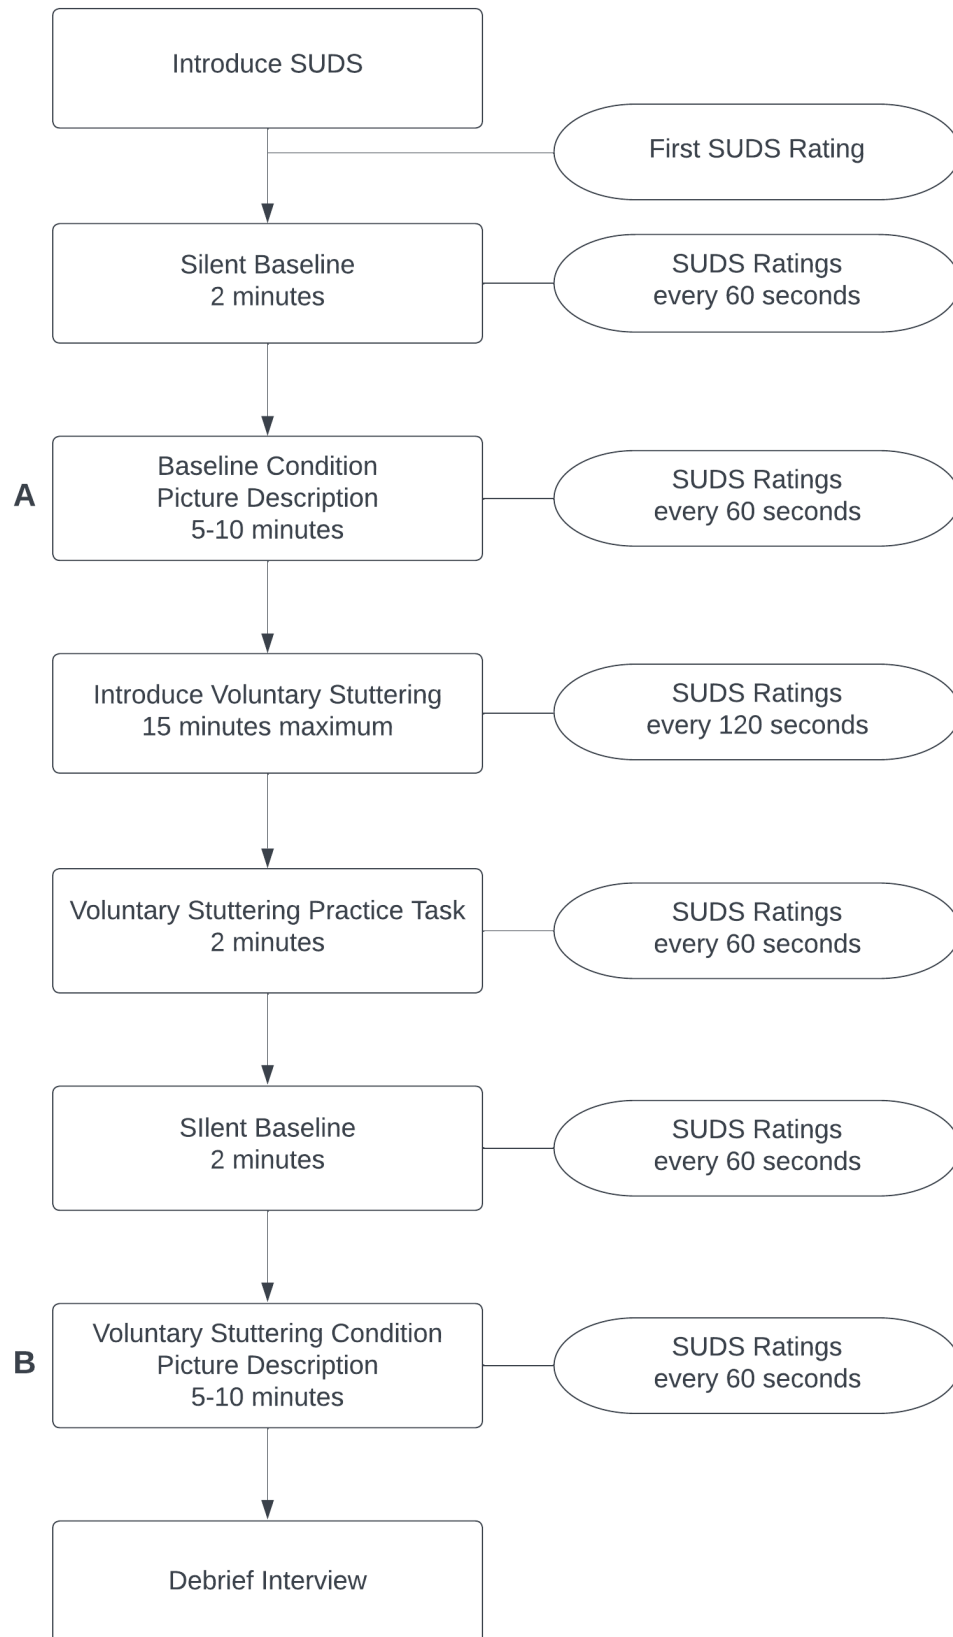 Introduce SUDS
First SUDS Rating
Silent Baseline
2 minutes
SUDS Ratings
every 60 seconds
A
Baseline Condition
Picture Description
5-10 minutes
SUDS Ratings
every 60 seconds
Introduce Voluntary Stuttering
15 minutes maximum
SUDS Ratings
every 120 seconds
Voluntary Stuttering Practice Task
2 minutes
SUDS Ratings
every 60 seconds
SIlent Baseline
2 minutes
SUDS Ratings
every 60 seconds
B
Voluntary Stuttering Condition
Picture Description
5-10 minutes
SUDS Ratings
every 60 seconds
Debrief Interview